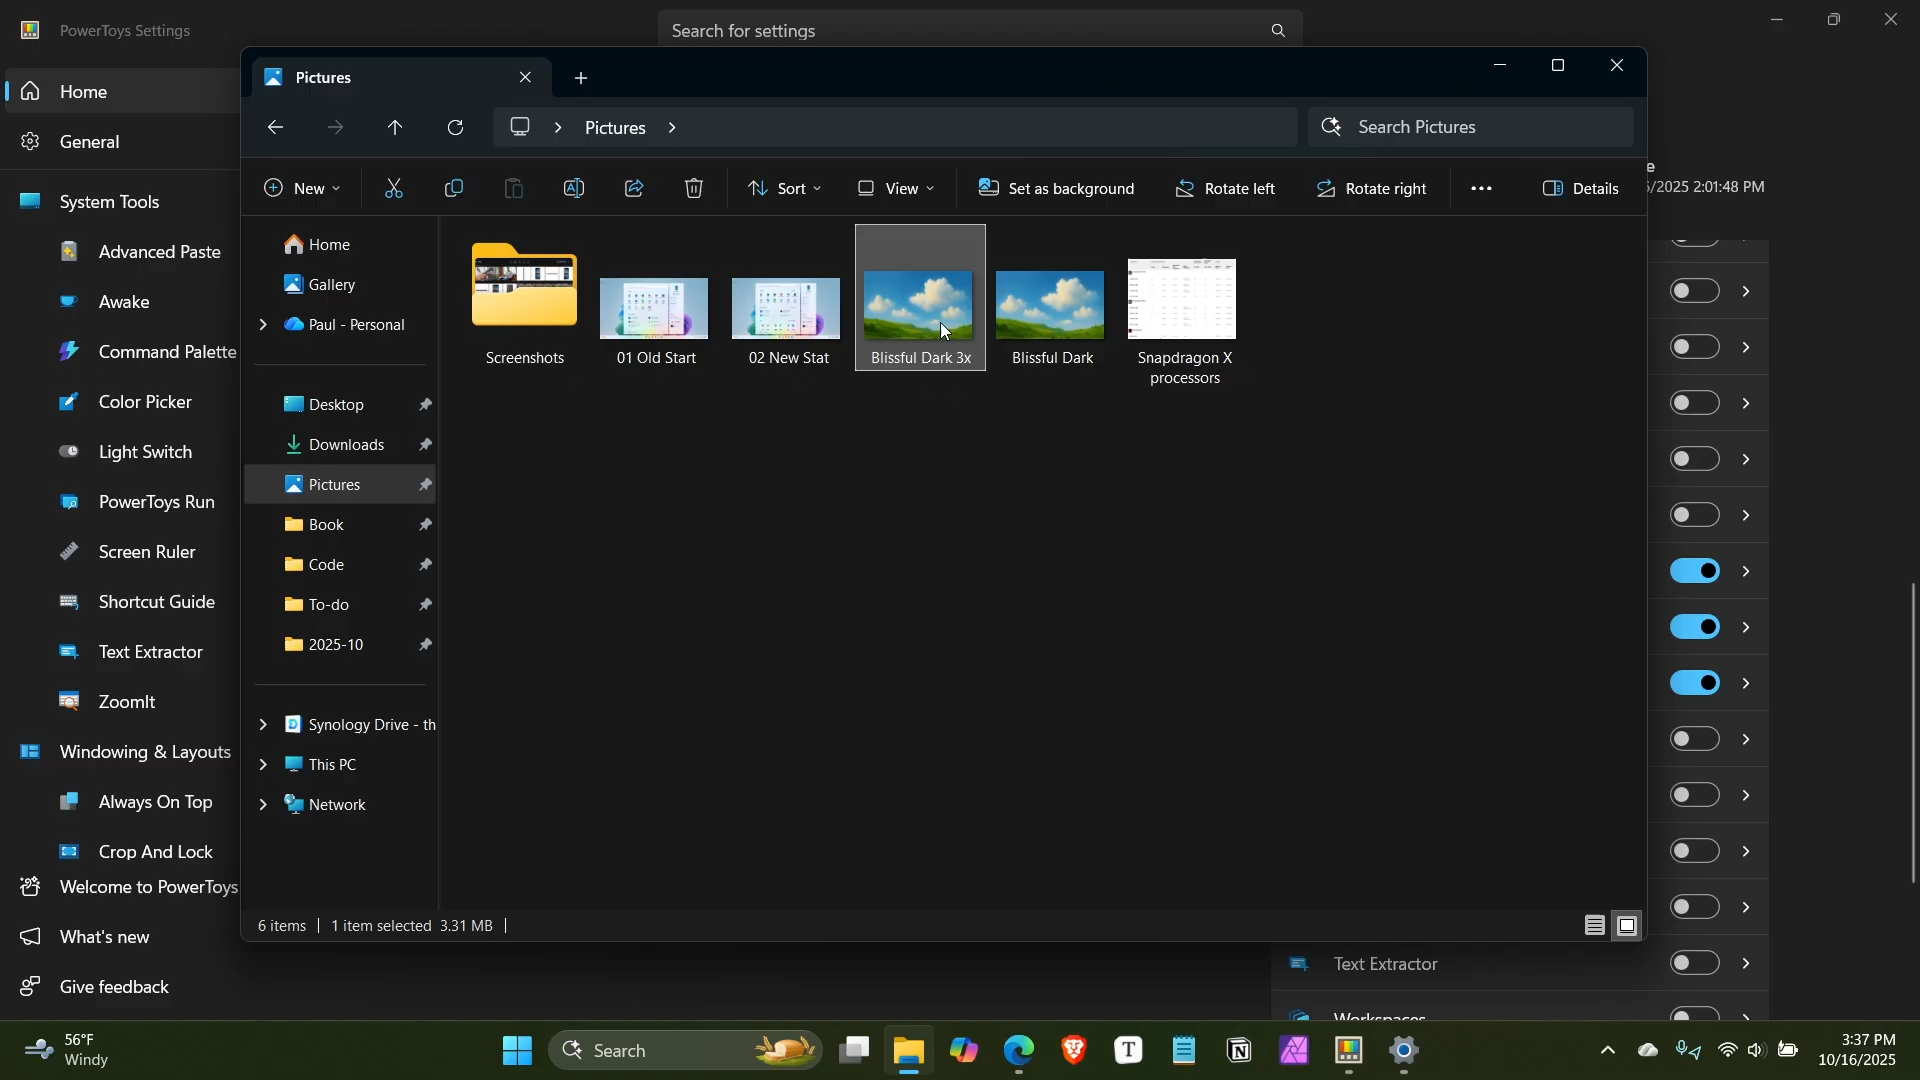 PowerToys Settings
Search for settings
Home
General
System Tools
Advanced Paste
Awake
Command Palette
Color Picker
Light Switch
PowerToys Run
Screen Ruler
Shortcut Guide
Text Extractor
ZoomIt
Windowing & Layouts
Always On Top
Crop And Lock
Welcome to PowerToys
What's new
Give feedback
Pictures
Pictures
Search Pictures
New
Sort
View
Set as background
Rotate left
Rotate right
Details
Home
Gallery
Paul - Personal
Desktop
Downloads
Pictures
Book
Code
To-do
2025-10
Synology Drive - th
This PC
Network
Screenshots
01 Old Start
02 New Stat
Blissful Dark 3x
Blissful Dark
Snapdragon X
processors
6 items
1 item selected 3.31 MB
/2025 2:01:48 PM
Text Extractor
Workspaces
56°F
Windy
Search
3:37 PM
10/16/2025